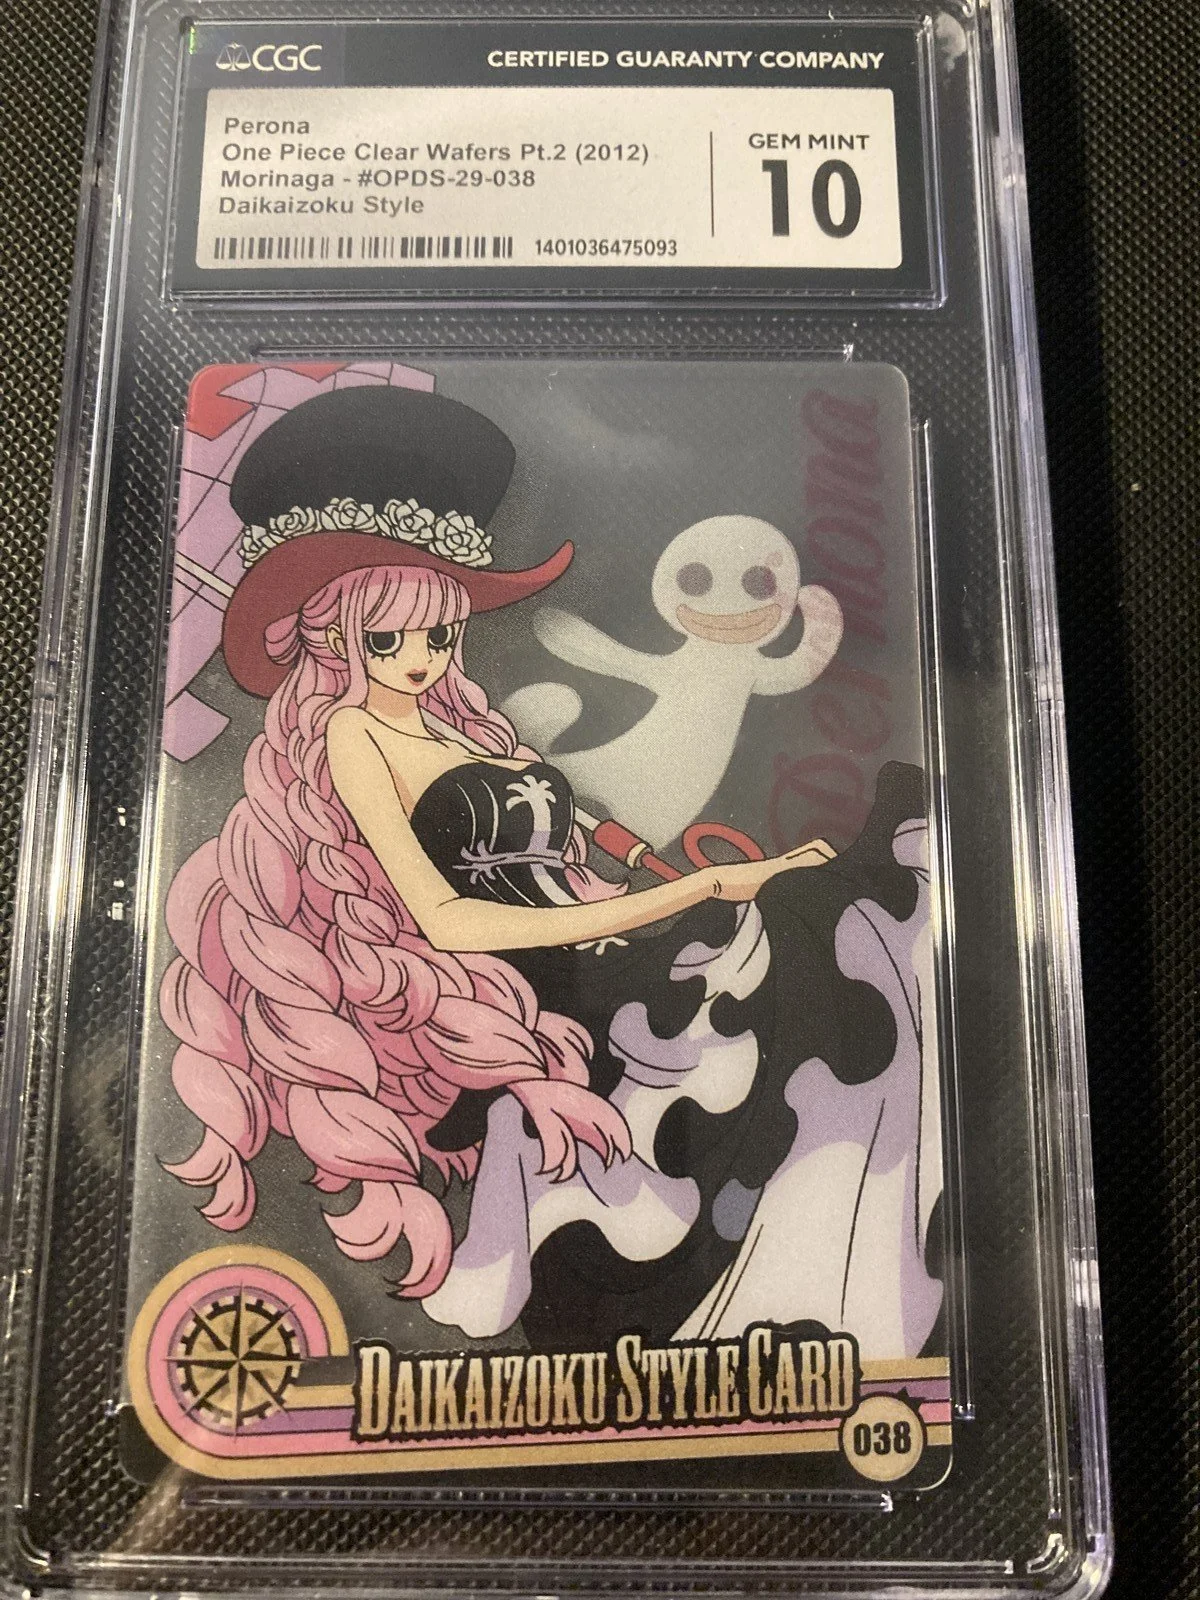 CGC
CERTIFIED GUARANTY COMPANY
Perona
One Piece Clear Wafers Pt.2 (2012)
Morinaga - #OPDS-29-038
Daikaizoku Style
GEM MINT
10
1401036475093
Perhona
DAIKAIZOKU STYLE CARD
038